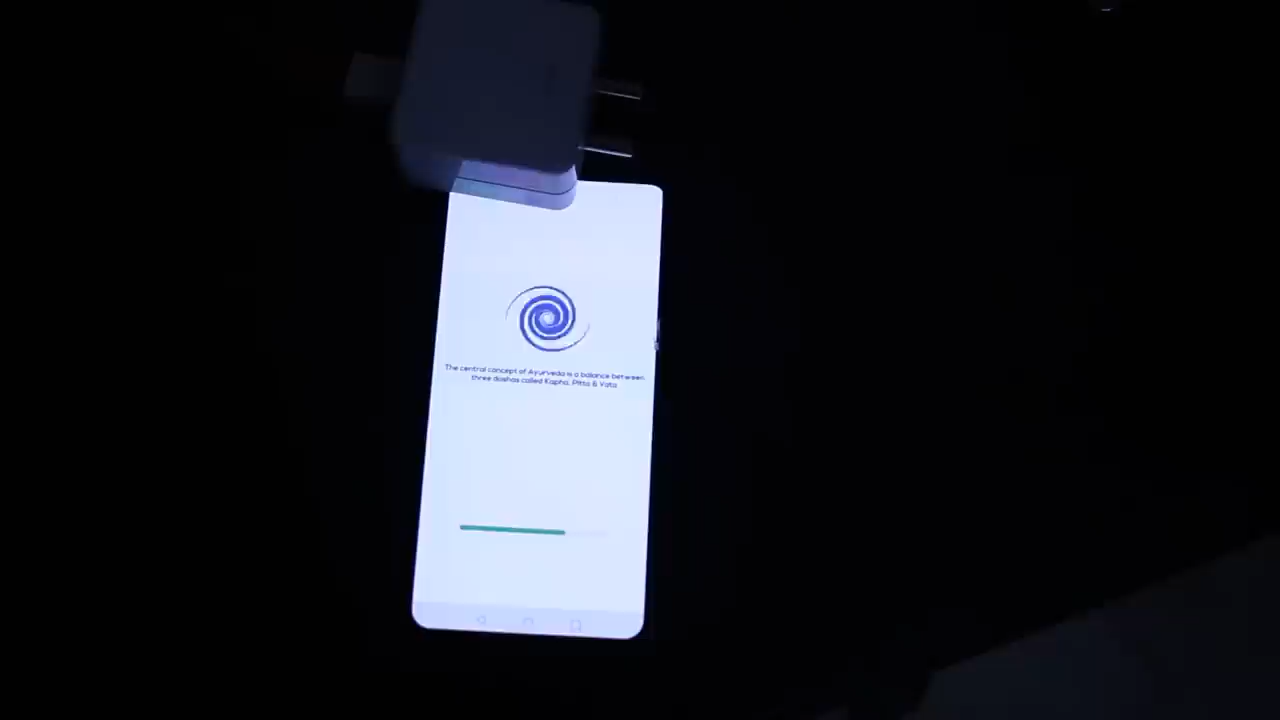 The central concept of Ayurveda is a balance between
three doshas called Kapha, Pitta & Vata